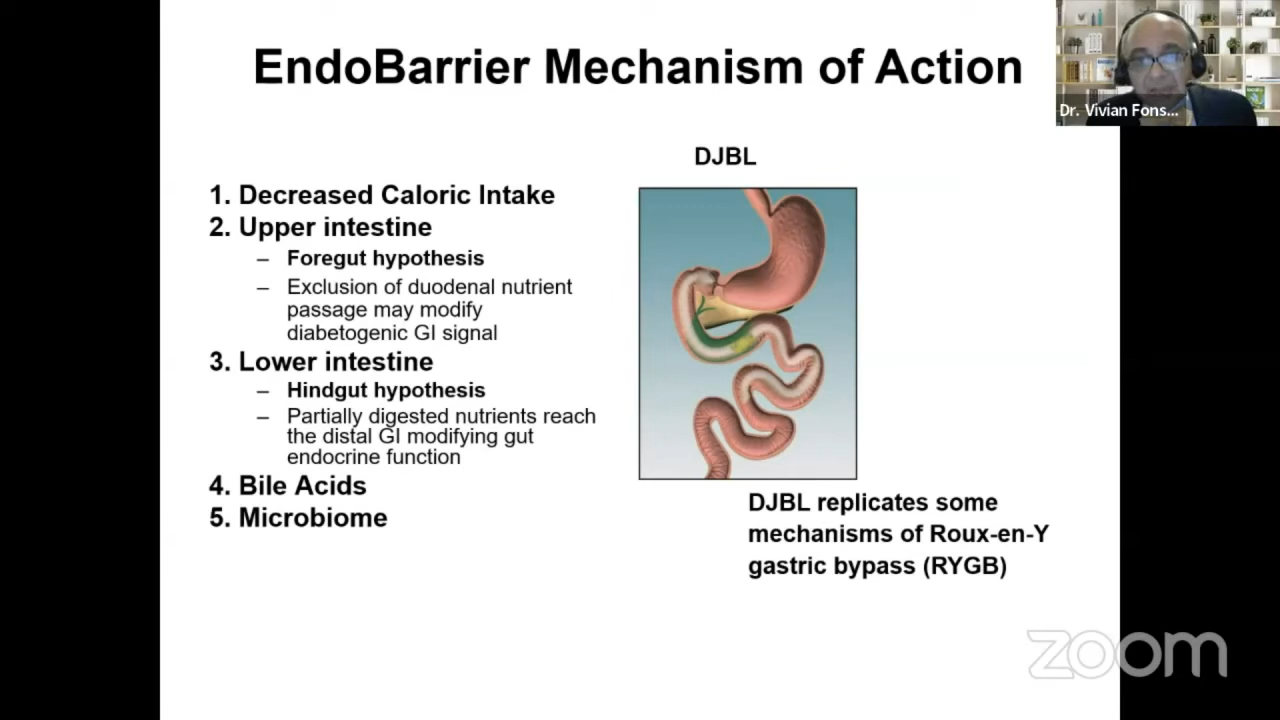 EndoBarrier Mechanism of Action
Dr. Vivian Fons...
DJBL
1. Decreased Caloric Intake
2. Upper intestine
– Foregut hypothesis
– Exclusion of duodenal nutrient
passage may modify
diabetogenic GI signal
3. Lower intestine
– Hindgut hypothesis
– Partially digested nutrients reach
the distal GI modifying gut
endocrine function
4. Bile Acids
5. Microbiome
DJBL replicates some
mechanisms of Roux-en-Y
gastric bypass (RYGB)
zoom